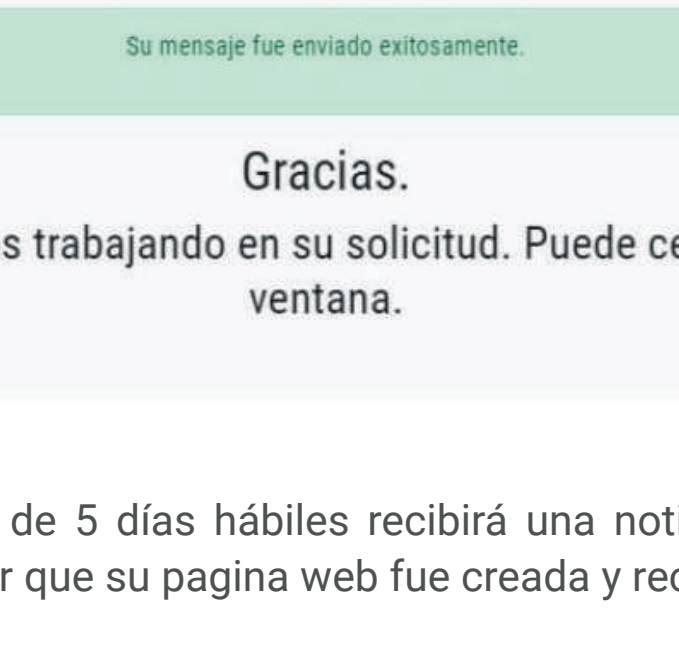 Su mensaje fue enviado exitosamente.
Gracias.
s trabajando en su solicitud. Puede ce
ventana.
de 5 días hábiles recibirá una noti
r que su pagina web fue creada y rec